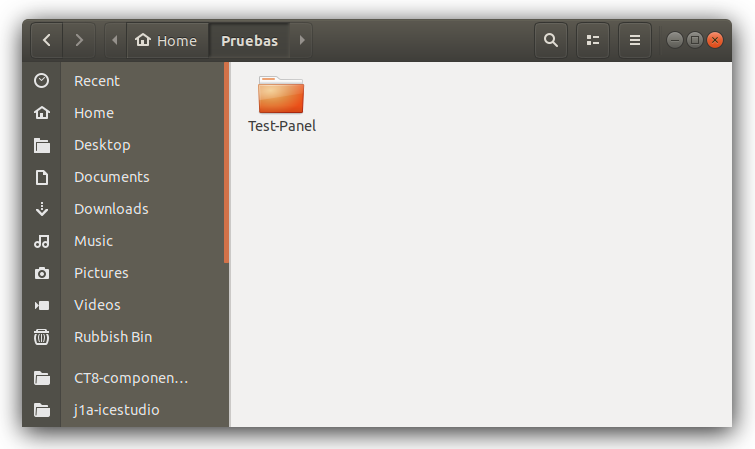 Home
Pruebas
Recent
Home
Desktop
Documents
Downloads
Music
Pictures
Videos
Rubbish Bin
CT8-componen…
j1a-icestudio
Test-Panel